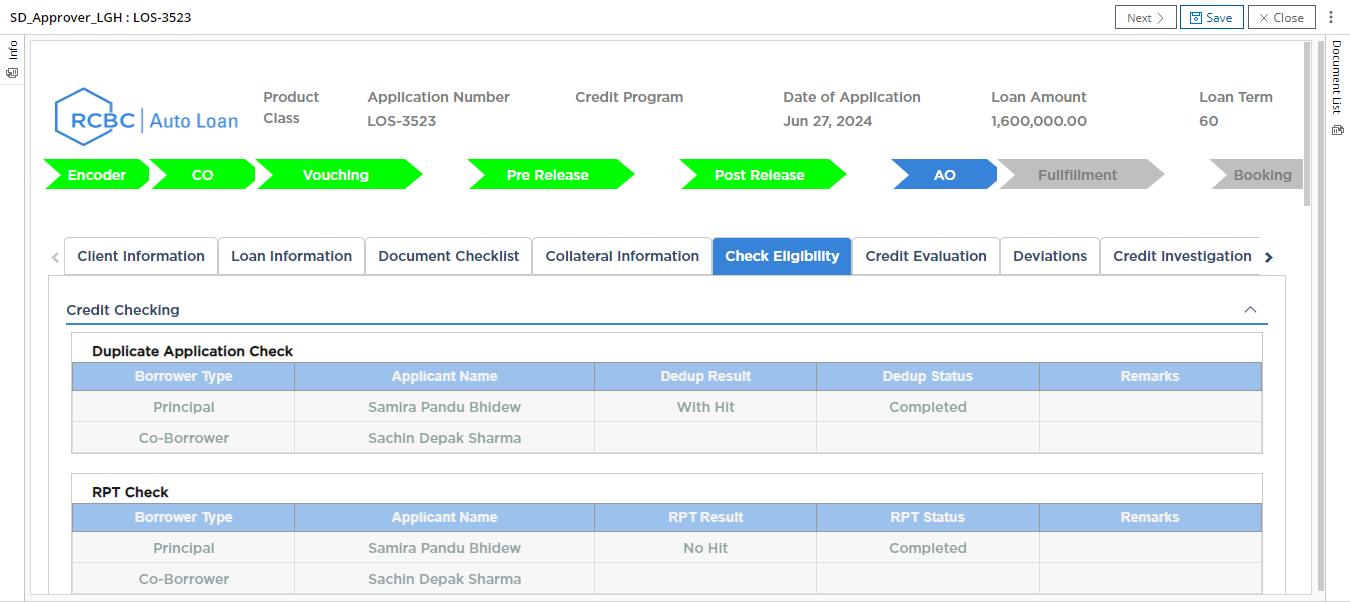 SD_Approver_LGH : LOS-3523
Next
Save
Close
Info
Document List
RCBC Auto Loan
Product Class
Application Number
LOS-3523
Credit Program
Date of Application
Jun 27, 2024
Loan Amount
1,600,000.00
Loan Term
60
Encoder CO Vouching Pre Release Post Release AO Fullfillment Booking
Client Information Loan Information Document Checklist Collateral Information Check Eligibility Credit Evaluation Deviations Credit Investigation
Credit Checking
Duplicate Application Check
Borrower Type Applicant Name Dedup Result Dedup Status Remarks
Principal Samira Pandu Bhidew With Hit Completed
Co-Borrower Sachin Depak Sharma
RPT Check
Borrower Type Applicant Name RPT Result RPT Status Remarks
Principal Samira Pandu Bhidew No Hit Completed
Co-Borrower Sachin Depak Sharma